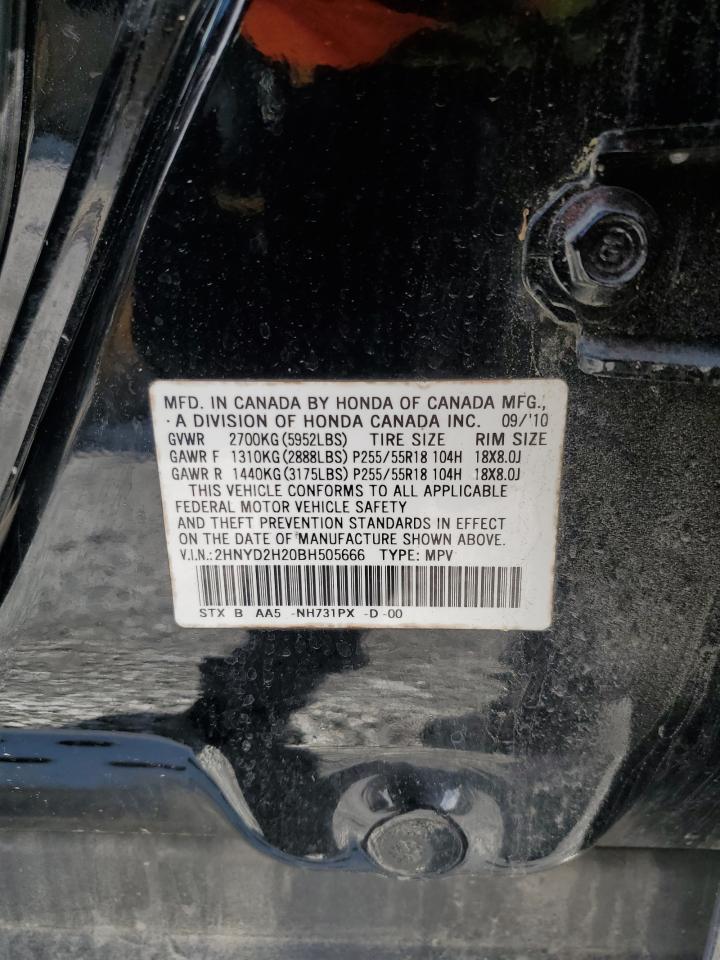 MFD. IN CANADA BY HONDA OF CANADA MFG.,
A DIVISION OF HONDA CANADA INC. 09/'10
GVWR 2700KG(5952LBS) TIRE SIZE RIM SIZE
GAWR F 1310KG(2888LBS) P255/55R18 104H 18X8.0J
GAWR R 1440KG(3175LBS) P255/55R18 104H 18X8.0J
THIS VEHICLE CONFORMS TO ALL APPLICABLE
FEDERAL MOTOR VEHICLE SAFETY
AND THEFT PREVENTION STANDARDS IN EFFECT
ON THE DATE OF MANUFACTURE SHOWN ABOVE.
V.I.N.: 2HNYD2H20BH505666 TYPE: MPV
STX B AA5 -NH731PX -D-00